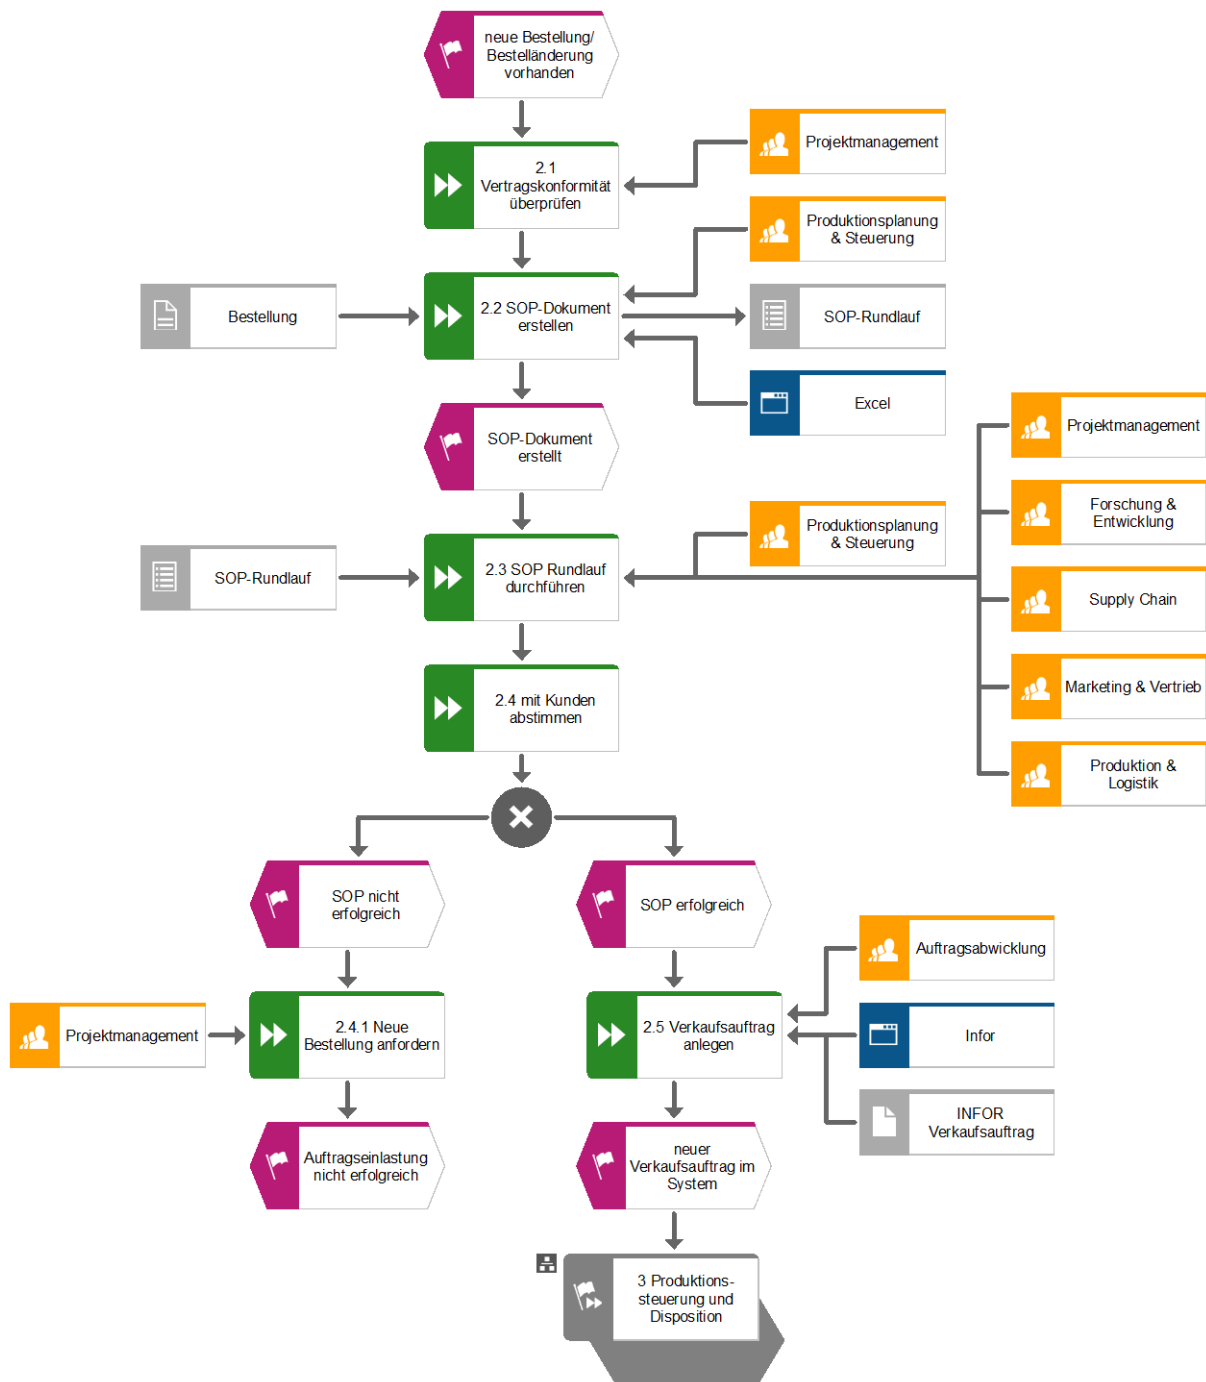 neue Bestellung/
Bestelländerung
vorhanden
Projektmanagement
2.1
Vertragskonformität
überprüfen
Produktionsplanung
& Steuerung
Bestellung
2.2 SOP-Dokument
erstellen
SOP-Rundlauf
Excel
SOP-Dokument
erstellt
Projektmanagement
Forschung &
Entwicklung
Produktionsplanung
& Steuerung
SOP-Rundlauf
2.3 SOP Rundlauf
durchführen
Supply Chain
2.4 mit Kunden
abstimmen
Marketing & Vertrieb
Produktion &
Logistik
SOP nicht
erfolgreich
SOP erfolgreich
Auftragsabwicklung
Projektmanagement
2.4.1 Neue
Bestellung anfordern
2.5 Verkaufsauftrag
anlegen
Infor
INFOR
Verkaufsauftrag
Auftragseinlastung
nicht erfolgreich
neuer
Verkaufsauftrag im
System
3 Produktions-
steuerung und
Disposition